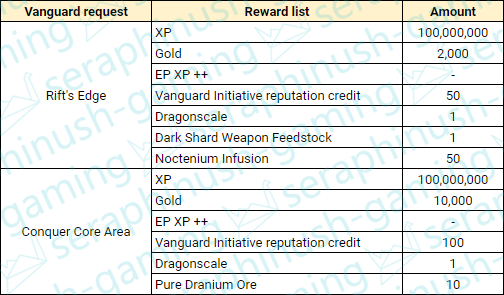 Vanguard request Reward list Amount
Rift's Edge
XP 100,000,000
Gold 2,000
EP XP ++ -
Vanguard Initiative reputation credit 50
Dragonscale 1
Dark Shard Weapon Feedstock 1
Noctenium Infusion 50
Conquer Core Area
XP 100,000,000
Gold 10,000
EP XP ++ -
Vanguard Initiative reputation credit 100
Dragonscale 1
Pure Dranium Ore 10
seraphinush-gaming